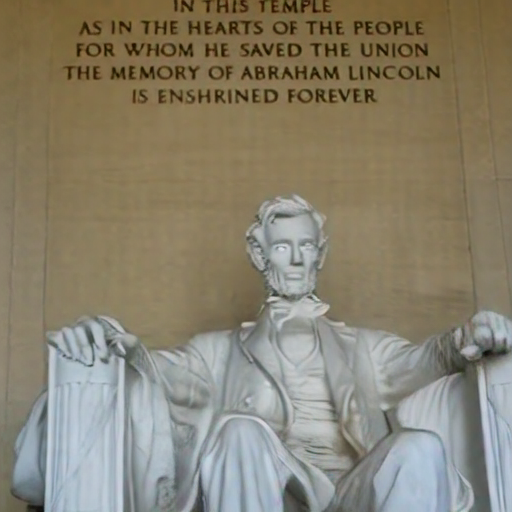 IN THIS TEMPLE
AS IN THE HEARTS OF THE PEOPLE
FOR WHOM HE SAVED THE UNION
THE MEMORY OF ABRAHAM LINCOLN
IS ENSHRINED FOREVER